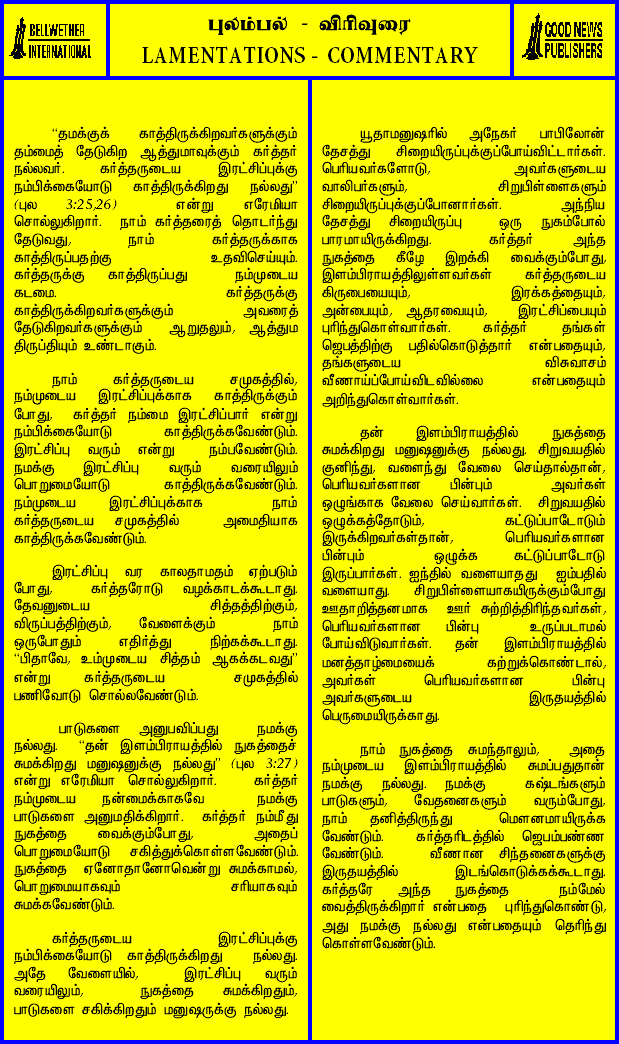 BELLWETHER
INTERNATIONAL
புலம்பல் - விரிவுரை
LAMENTATIONS - COMMENTARY
GOOD NEWS
PUBLISHERS
“தமக்குக் காத்திருக்கிறவர்களுக்கும்
தம்மைத் தேடுகிற ஆத்துமாவுக்கும் கர்த்தர்
நல்லவர். கர்த்தருடைய இரட்சிப்புக்கு
நம்பிக்கையோடு காத்திருக்கிறது நல்லது”
(புல 3:25,26) என்று எரேமியா
சொல்லுகிறார். நாம் கர்த்தரைத் தொடர்ந்து
தேடுவது, நாம் கர்த்தருக்காக
காத்திருப்பதற்கு உதவிசெய்யும்.
கர்த்தருக்கு காத்திருப்பது நம்முடைய
கடமை. கர்த்தருக்கு
காத்திருக்கிறவர்களுக்கும் அவரைத்
தேடுகிறவர்களுக்கும் ஆறுதலும், ஆத்தும
திருப்தியும் உண்டாகும்.
நாம் கர்த்தருடைய சமுகத்தில்,
நம்முடைய இரட்சிப்புக்காக காத்திருக்கும்
போது, கர்த்தர் நம்மை இரட்சிப்பார் என்று
நம்பிக்கையோடு காத்திருக்கவேண்டும்.
இரட்சிப்பு வரும் என்று நம்பவேண்டும்.
நமக்கு இரட்சிப்பு வரும் வரையிலும்
பொறுமையோடு காத்திருக்கவேண்டும்.
நம்முடைய இரட்சிப்புக்காக நாம்
கர்த்தருடைய சமுகத்தில் அமைதியாக
காத்திருக்கவேண்டும்.
இரட்சிப்பு வர காலதாமதம் ஏற்படும்
போது, கர்த்தரோடு வழக்காடக்கூடாது.
தேவனுடைய சித்தத்திற்கும்,
விருப்பத்திற்கும், வேளைக்கும் நாம்
ஒருபோதும் எதிர்த்து நிற்கக்கூடாது.
“பிதாவே, உம்முடைய சித்தம் ஆகக்கடவது”
என்று கர்த்தருடைய சமுகத்தில்
பணிவோடு சொல்லவேண்டும்.
பாடுகளை அனுபவிப்பது நமக்கு
நல்லது. “தன் இளம்பிராயத்தில் நுகத்தைச்
சுமக்கிறது மனுஷனுக்கு நல்லது” (புல 3:27)
என்று எரேமியா சொல்லுகிறார். கர்த்தர்
நம்முடைய நன்மைக்காகவே நமக்கு
பாடுகளை அனுமதிக்கிறார். கர்த்தர் நம்மீது
நுகத்தை வைக்கும்போது, அதைப்
பொறுமையோடு சகித்துக்கொள்ளவேண்டும்.
நுகத்தை ஏனோதானோவென்று சுமக்காமல்,
பொறுமையாகவும் சரியாகவும்
சுமக்கவேண்டும்.
கர்த்தருடைய இரட்சிப்புக்கு
நம்பிக்கையோடு காத்திருக்கிறது நல்லது.
அதே வேளையில், இரட்சிப்பு வரும்
வரையிலும், நுகத்தை சுமக்கிறதும்,
பாடுகளை சகிக்கிறதும் மனுஷருக்கு நல்லது.
யூதாமனுஷரில் அநேகர் பாபிலோன்
தேசத்து சிறையிருப்புக்குப்போய்விட்டார்கள்.
பெரியவர்களோடு, அவர்களுடைய
வாலிபர்களும், சிறுபிள்ளைகளும்
சிறையிருப்புக்குப்போனார்கள். அந்நிய
தேசத்து சிறையிருப்பு ஒரு நுகம்போல்
பாரமாயிருக்கிறது. கர்த்தர் அந்த
நுகத்தை கீழே இறக்கி வைக்கும்போது,
இளம்பிராயத்திலுள்ளவர்கள் கர்த்தருடைய
கிருபையையும், இரக்கத்தையும்,
அன்பையும், ஆதரவையும், இரட்சிப்பையும்
புரிந்துகொள்வார்கள். கர்த்தர் தங்கள்
ஜெபத்திற்கு பதில்கொடுத்தார் என்பதையும்,
தங்களுடைய விசுவாசம்
வீணாய்ப்போய்விடவில்லை என்பதையும்
அறிந்துகொள்வார்கள்.
தன் இளம்பிராயத்தில் நுகத்தை
சுமக்கிறது மனுஷனுக்கு நல்லது. சிறுவயதில்
குனிந்து, வளைந்து வேலை செய்தால்தான்,
பெரியவர்களான பின்பும் அவர்கள்
ஒழுங்காக வேலை செய்வார்கள். சிறுவயதில்
ஒழுக்கத்தோடும், கட்டுப்பாடோடும்
இருக்கிறவர்கள்தான், பெரியவர்களான
பின்பும் ஒழுக்க கட்டுப்பாடோடு
இருப்பார்கள். ஐந்தில் வளையாதது ஐம்பதில்
வளையாது. சிறுபிள்ளையாகயிருக்கும்போது
ஊதாறித்தனமாக ஊர் சுற்றித்திரிந்தவர்கள்,
பெரியவர்களான பின்பு உருப்படாமல்
போய்விடுவார்கள். தன் இளம்பிராயத்தில்
மனத்தாழ்மையைக் கற்றுக்கொண்டால்,
அவர்கள் பெரியவர்களான பின்பு
அவர்களுடைய இருதயத்தில்
பெருமையிருக்காது.
நாம் நுகத்தை சுமந்தாலும், அதை
நம்முடைய இளம்பிராயத்தில் சுமப்பதுதான்
நமக்கு நல்லது. நமக்கு கஷ்டங்களும்
பாடுகளும், வேதனைகளும் வரும்போது,
நாம் தனித்திருந்து மௌனமாயிருக்க
வேண்டும். கர்த்தரிடத்தில் ஜெபம்பண்ண
வேண்டும். வீணான சிந்தனைகளுக்கு
இருதயத்தில் இடங்கொடுக்கக்கூடாது.
கர்த்தரே அந்த நுகத்தை நம்மேல்
வைத்திருக்கிறார் என்பதை புரிந்துகொண்டு,
அது நமக்கு நல்லது என்பதையும் தெரிந்து
கொள்ளவேண்டும்.